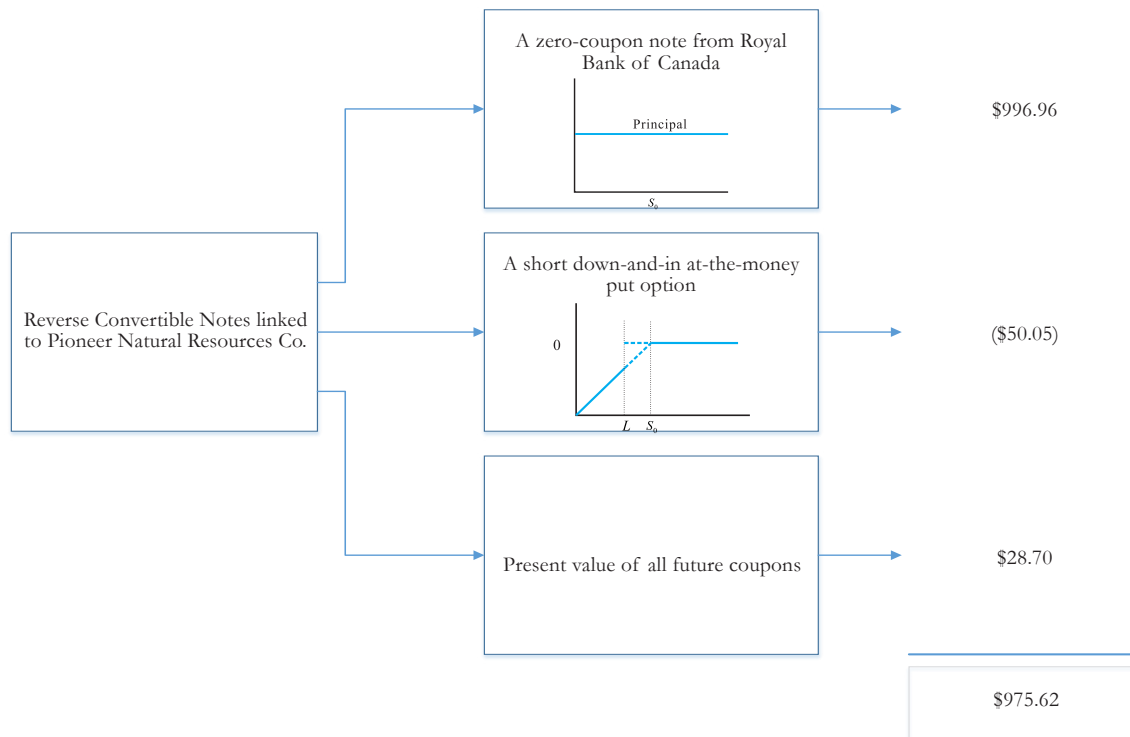 A zero-coupon note from Royal
Bank of Canada
Principal
S₀
$996.96
Reverse Convertible Notes linked
to Pioneer Natural Resources Co.
A short down-and-in at-the-money
put option
0
L S₀
($50.05)
Present value of all future coupons
$28.70
$975.62